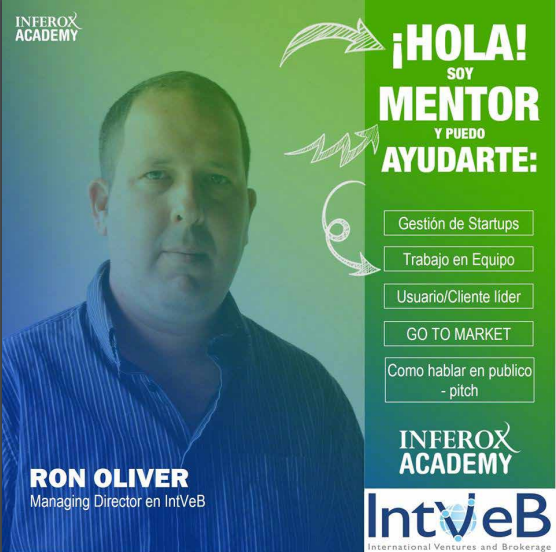 INFEROX
ACADEMY
¡HOLA!
SOY
MENTOR
Y PUEDO
AYUDARTE:
Gestión de Startups
Trabajo en Equipo
Usuario/Cliente líder
GO TO MARKET
Como hablar en publico
- pitch
INFEROX
ACADEMY
RON OLIVER
Managing Director en IntVeB
IntVeB
International Ventures and Brokerage